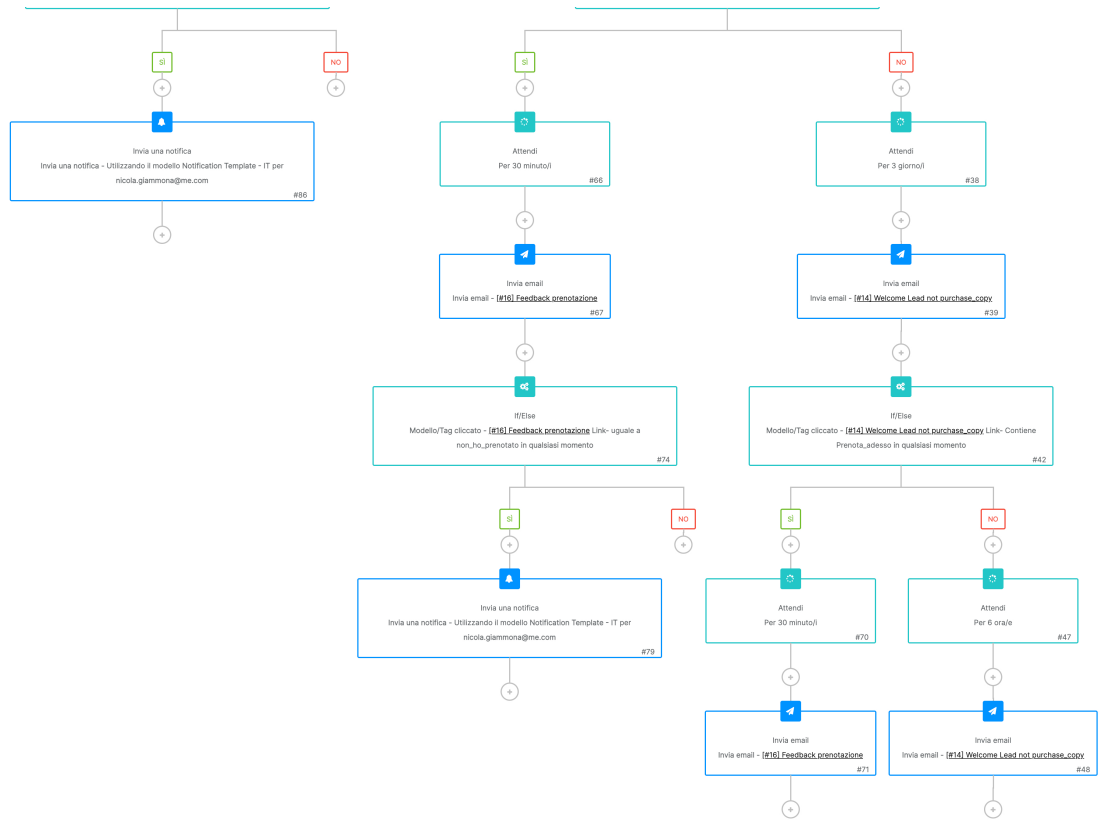 SÌ
NO
SÌ
NO
Invia una notifica
Invia una notifica - Utilizzando il modello Notification Template - IT per
nicola.giammona@me.com
#86
Attendi
Per 30 minuto/i
#66
Attendi
Per 3 giorno/i
#38
Invia email
Invia email - [#16] Feedback prenotazione
#67
Invia email
Invia email - [#14] Welcome Lead not purchase_copy
#39
If/Else
Modello/Tag cliccato - [#16] Feedback prenotazione Link- uguale a
non_ho_prenotato in qualsiasi momento
#74
If/Else
Modello/Tag cliccato - [#14] Welcome Lead not purchase_copy Link- Contiene
Prenota_adesso in qualsiasi momento
#42
SÌ
NO
SÌ
NO
Invia una notifica
Invia una notifica - Utilizzando il modello Notification Template - IT per
nicola.giammona@me.com
#79
Attendi
Per 30 minuto/i
#70
Attendi
Per 6 ora/e
#47
Invia email
Invia email - [#16] Feedback prenotazione
#71
Invia email
Invia email - [#14] Welcome Lead not purchase_copy
#48